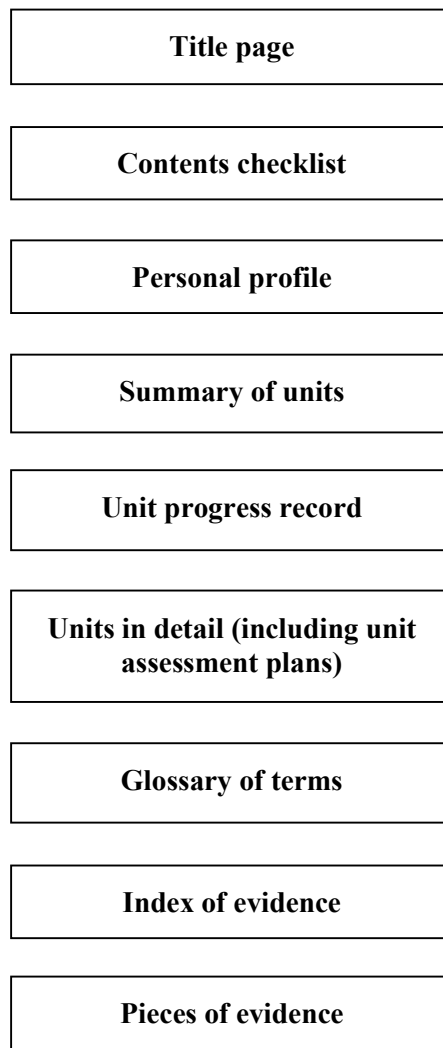 Title page
Contents checklist
Personal profile
Summary of units
Unit progress record
Units in detail (including unit
assessment plans)
Glossary of terms
Index of evidence
Pieces of evidence